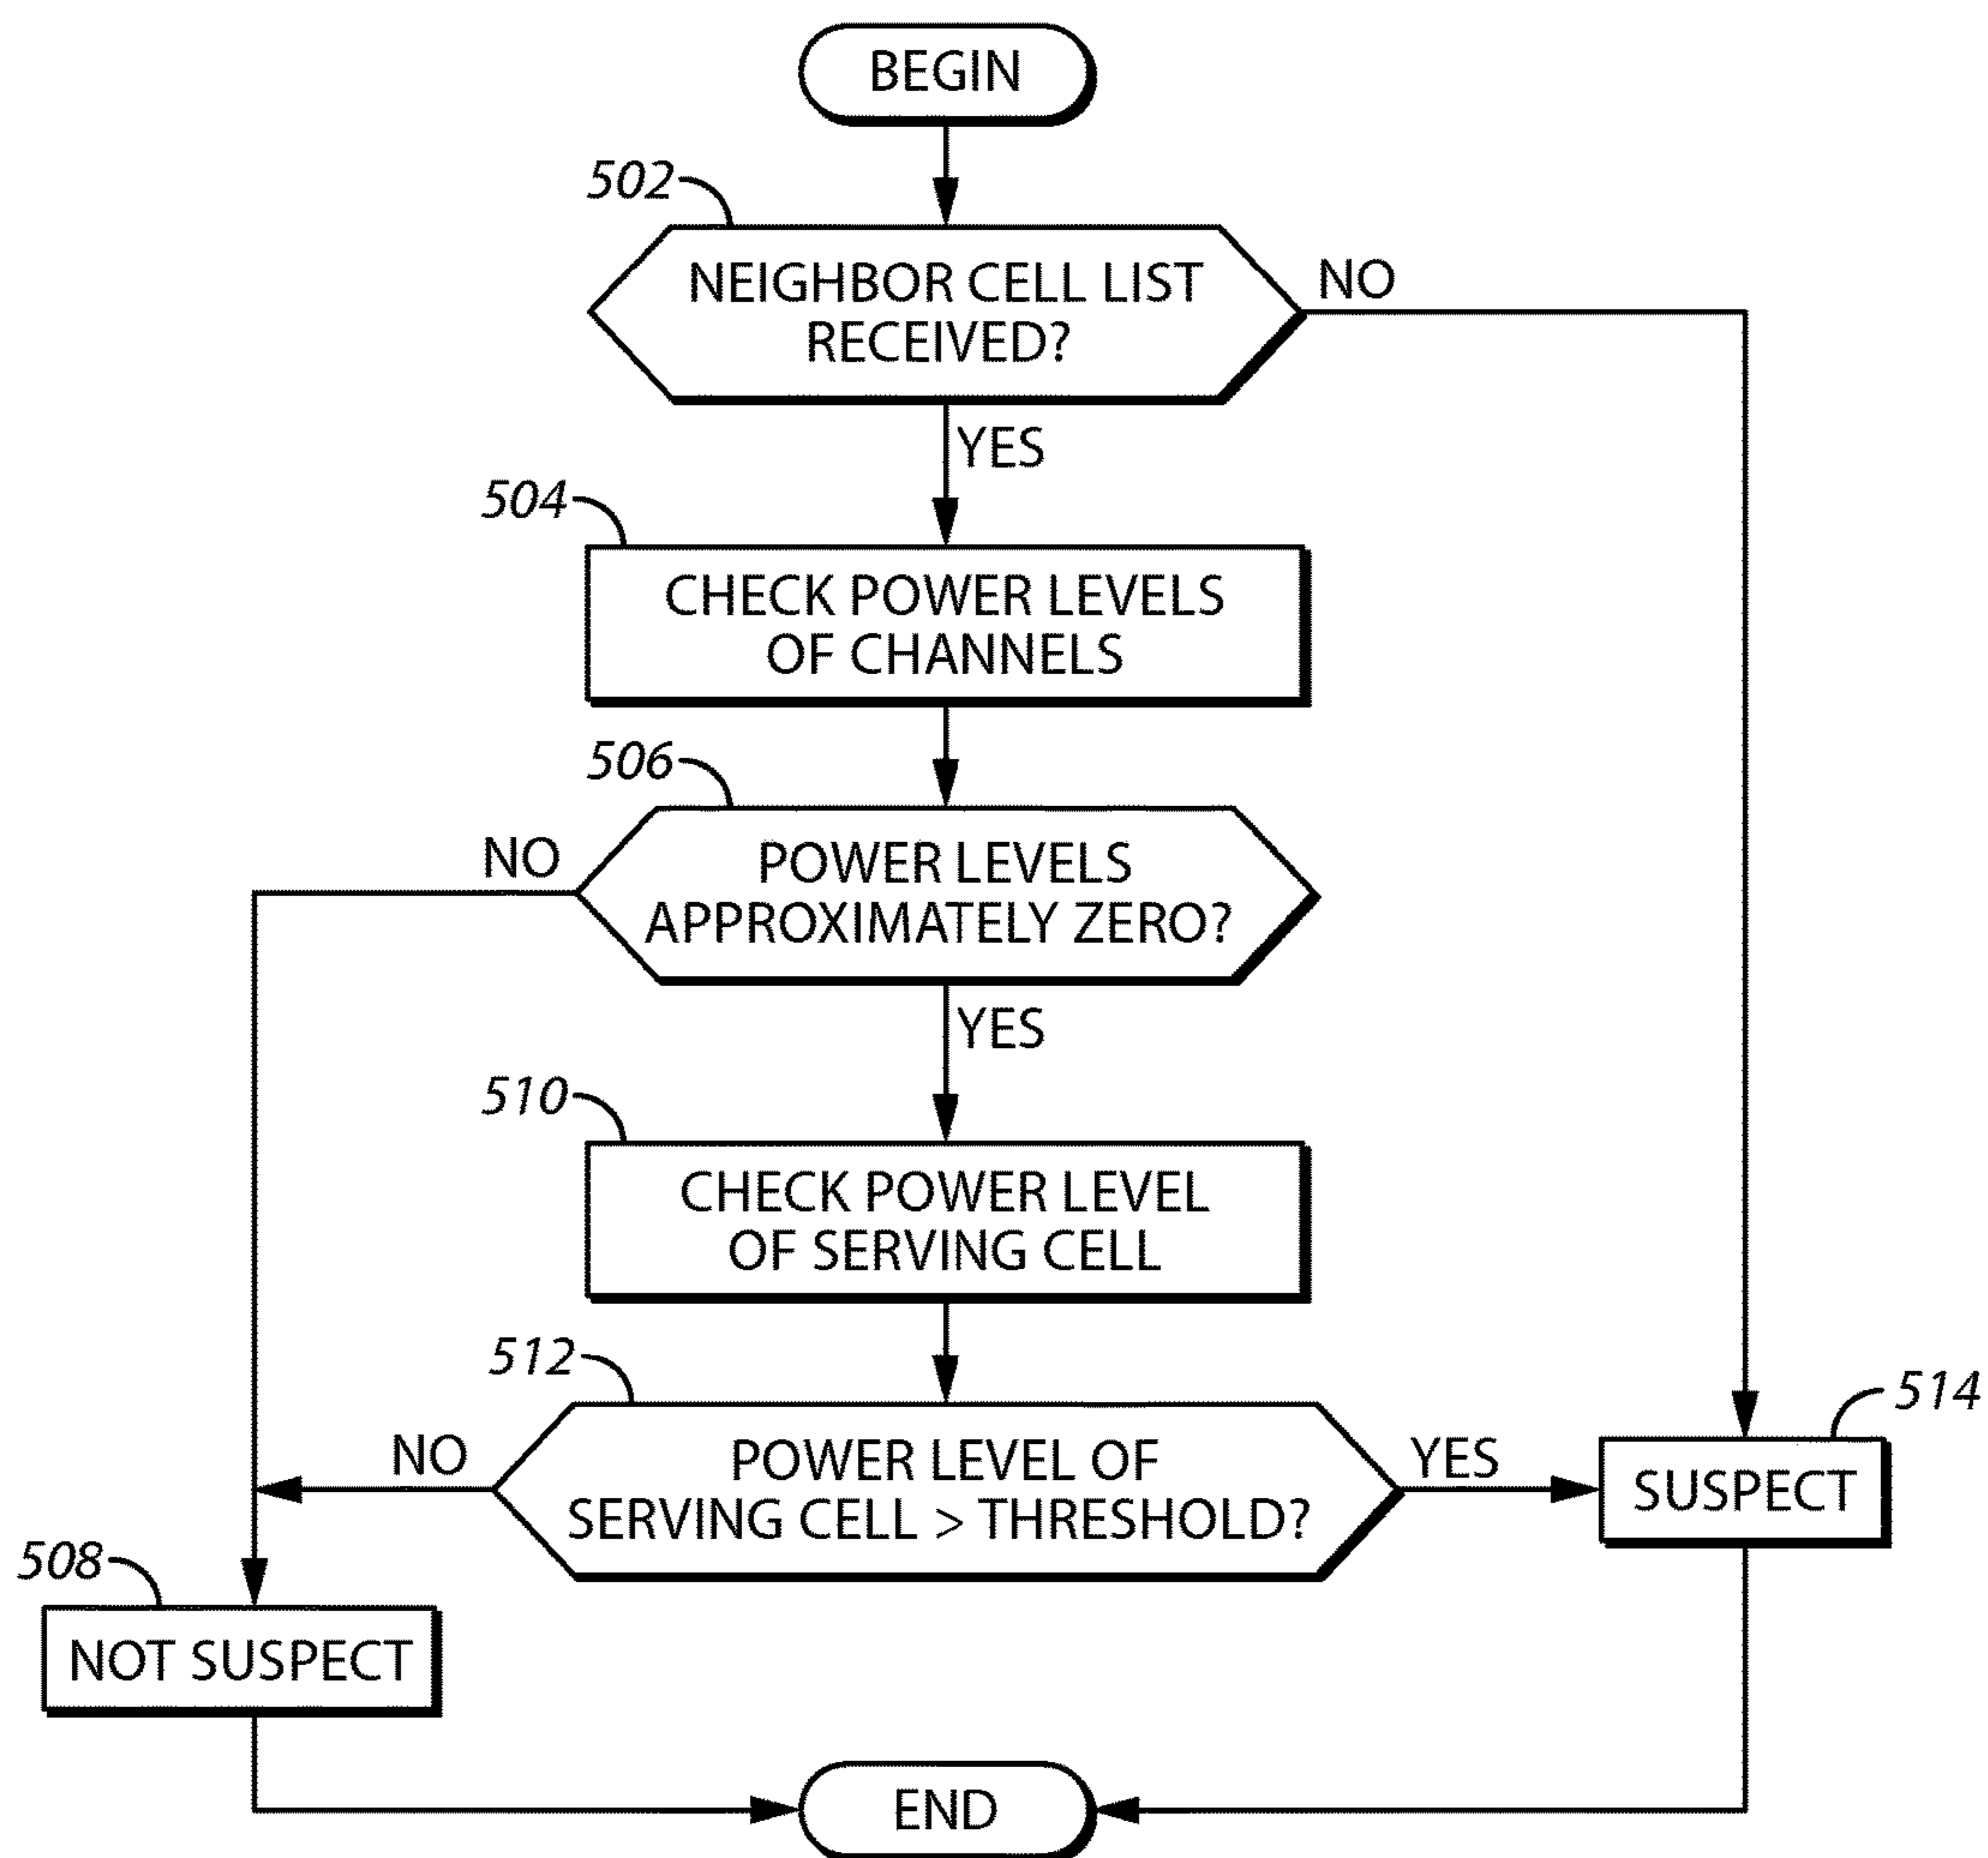 BEGIN
502
NEIGHBOR CELL LIST
RECEIVED?
NO
YES
504
CHECK POWER LEVELS
OF CHANNELS
506
NO
POWER LEVELS
APPROXIMATELY ZERO?
YES
510
CHECK POWER LEVEL
OF SERVING CELL
512
NO
POWER LEVEL OF
SERVING CELL > THRESHOLD?
YES
514
SUSPECT
508
NOT SUSPECT
END